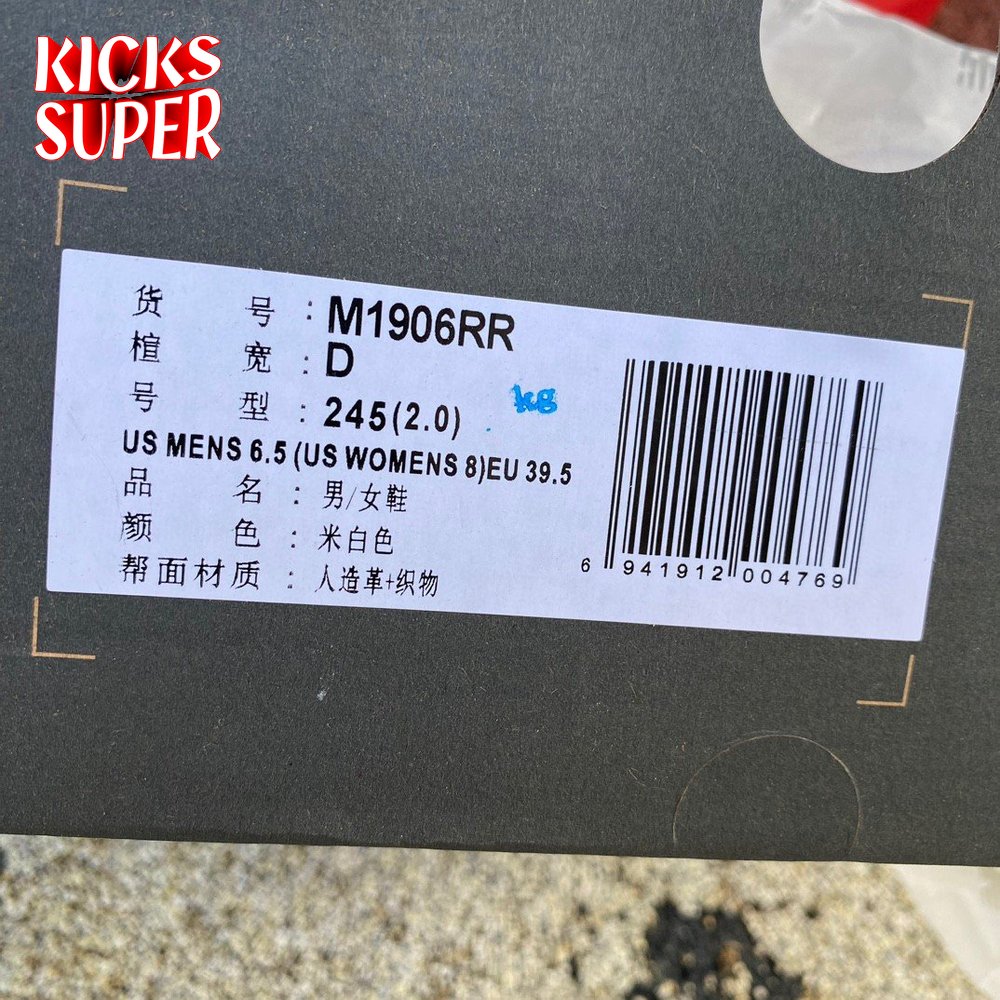 KICKS
SUPER
货 号 : M1906RR
楦 宽 : D
号 型 : 245(2.0)
US MENS 6.5 (US WOMENS 8)EU 39.5
品 名 : 男/女鞋
颜 色 : 米白色
帮面材质 : 人造革+织物
6 941912 004769